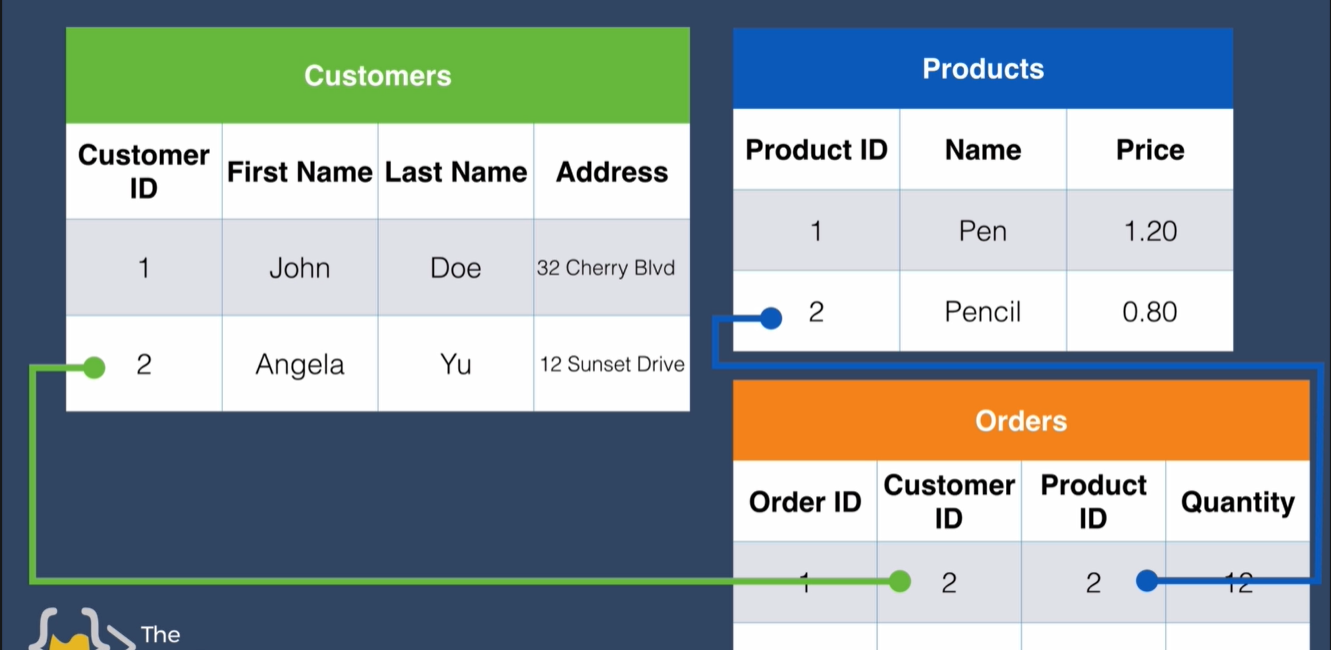 Customers
Customer ID First Name Last Name Address
1 John Doe 32 Cherry Blvd
2 Angela Yu 12 Sunset Drive
Products
Product ID Name Price
1 Pen 1.20
2 Pencil 0.80
Orders
Order ID Customer ID Product ID Quantity
1 2 2 12
The